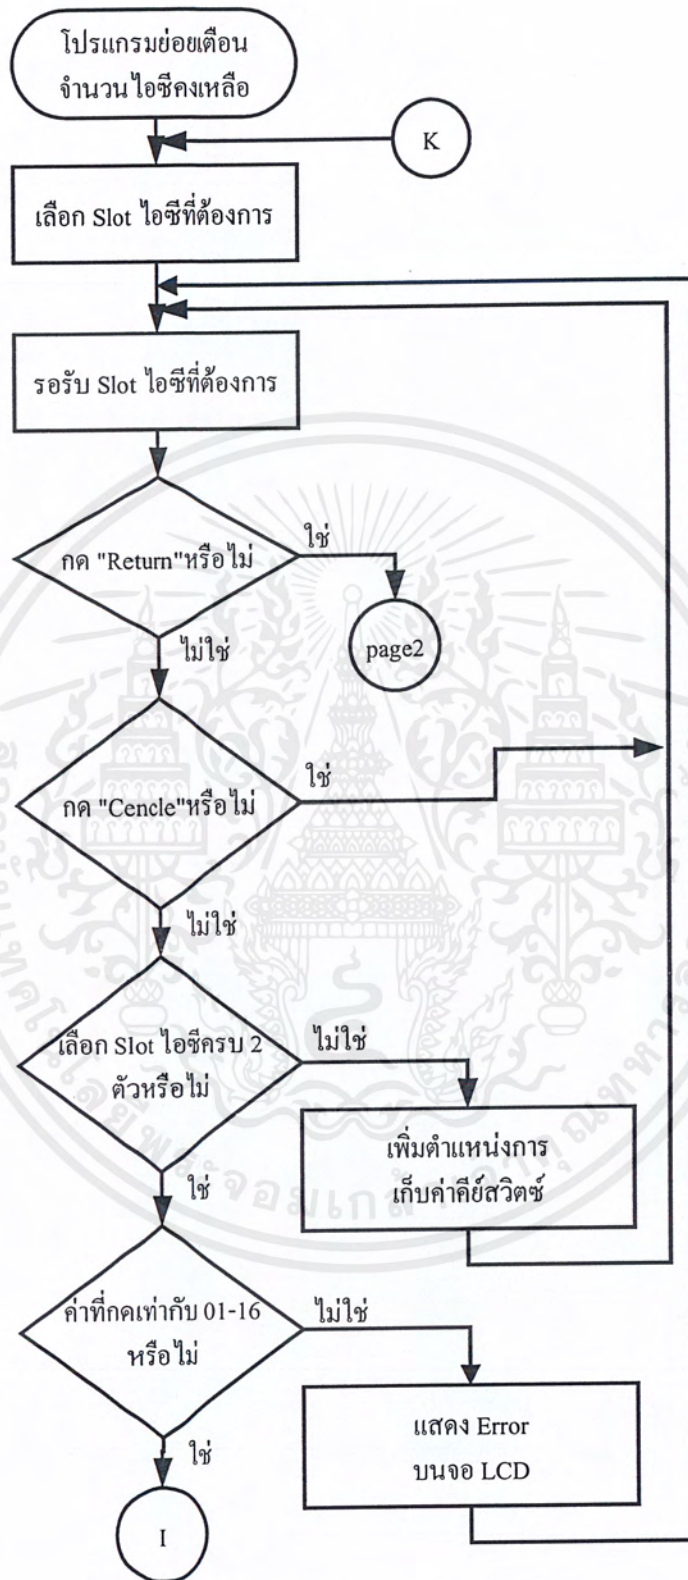 โปรแกรมย่อยเตือน
จำนวนไอซีคงเหลือ
K
เลือก Slot ไอซีที่ต้องการ
รอรับ Slot ไอซีที่ต้องการ
กด "Return"หรือไม่
ใช่
page2
ไม่ใช่
กด "Cencle"หรือไม่
ใช่
ไม่ใช่
เลือก Slot ไอซีครบ 2
ตัวหรือไม่
ไม่ใช่
เพิ่มตำแหน่งการ
เก็บค่าคีย์สวิตซ์
ใช่
ค่าที่กดเท่ากับ 01-16
หรือไม่
ไม่ใช่
แสดง Error
บนจอ LCD
ใช่
I